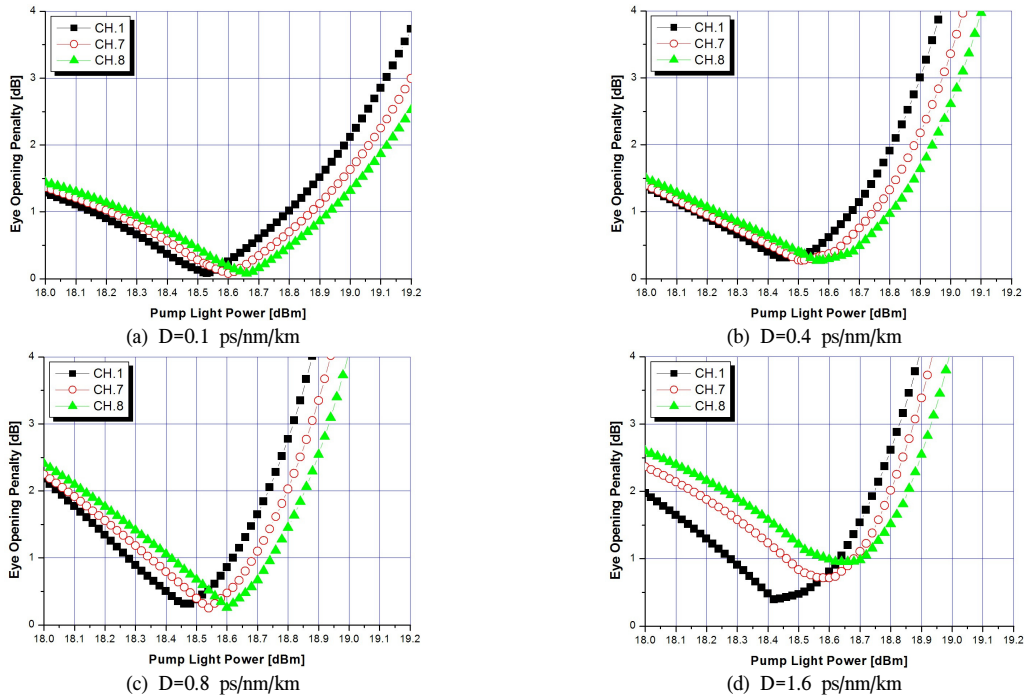 CH.1
CH.7
CH.8
Eye Opening Penalty [dB]
4
3
2
1
0
18.0 18.1 18.2 18.3 18.4 18.5 18.6 18.7 18.8 18.9 19.0 19.1 19.2
Pump Light Power [dBm]
(a) D=0.1 ps/nm/km
CH.1
CH.7
CH.8
Eye Opening Penalty [dB]
4
3
2
1
0
18.0 18.1 18.2 18.3 18.4 18.5 18.6 18.7 18.8 18.9 19.0 19.1 19.2
Pump Light Power [dBm]
(b) D=0.4 ps/nm/km
CH.1
CH.7
CH.8
Eye Opening Penalty [dB]
4
3
2
1
0
18.0 18.1 18.2 18.3 18.4 18.5 18.6 18.7 18.8 18.9 19.0 19.1 19.2
Pump Light Power [dBm]
(c) D=0.8 ps/nm/km
CH.1
CH.7
CH.8
Eye Opening Penalty [dB]
4
3
2
1
0
18.0 18.1 18.2 18.3 18.4 18.5 18.6 18.7 18.8 18.9 19.0 19.1 19.2
Pump Light Power [dBm]
(d) D=1.6 ps/nm/km